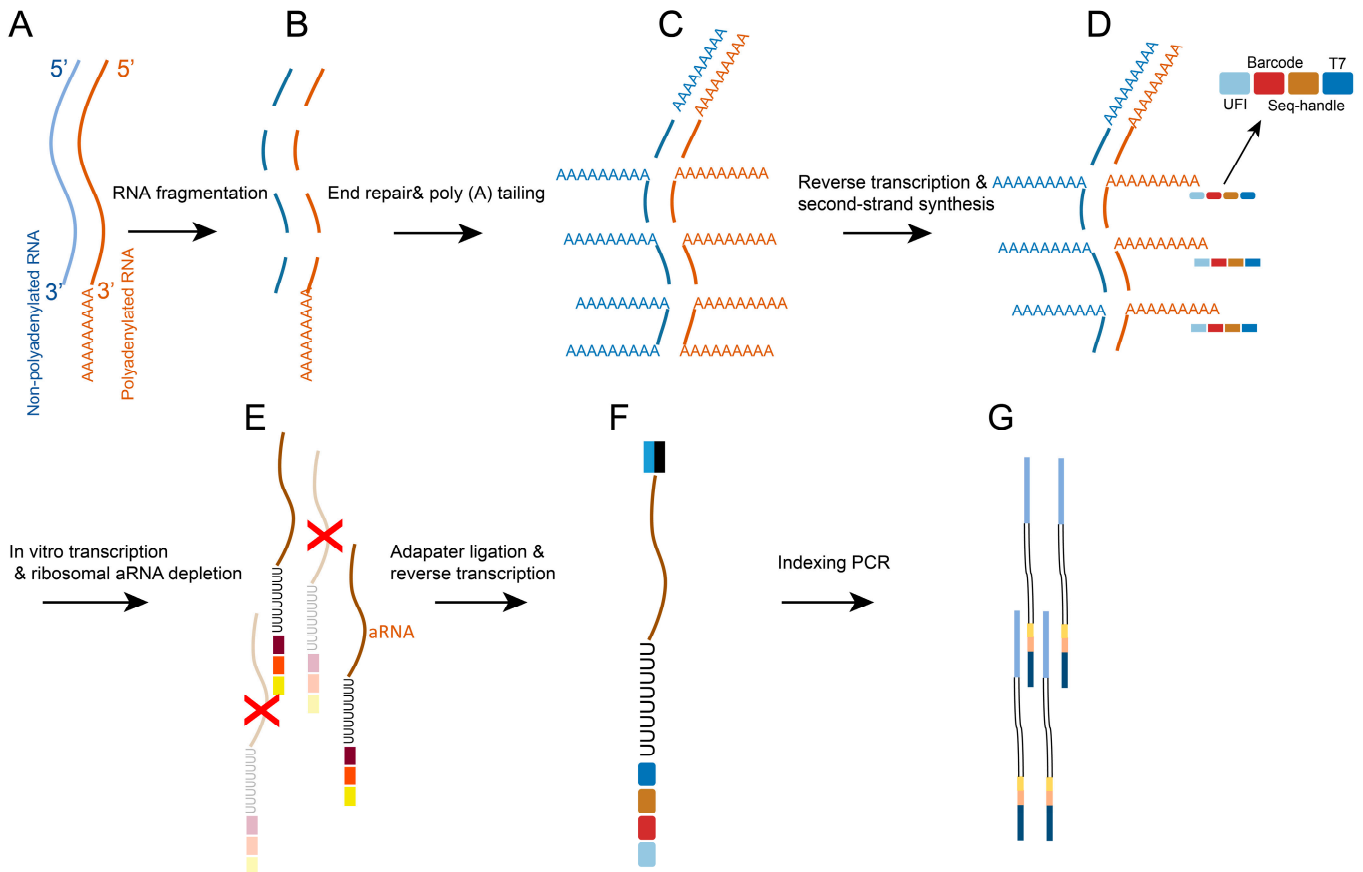 A
B
C
D
5’
5’
RNA fragmentation
3’
3’
Non-polyadenylated RNA
Polyadenylated RNA
AAAAAAAA
End repair& poly (A) tailing
AAAAAAAAA
AAAAAAAAA
AAAAAAAAA
AAAAAAAAA
AAAAAAAAA
AAAAAAAAA
AAAAAAAAA
AAAAAAAAA
AAAAAAAAA
AAAAAAAAA
AAAAAAAAA
Reverse transcription &
second-strand synthesis
AAAAAAAAA
AAAAAAAAA
AAAAAAAAA
AAAAAAAAA
AAAAAAAAA
AAAAAAAAA
AAAAAAAAA
AAAAAAAAA
Barcode
T7
UFI
Seq-handle
E
F
G
In vitro transcription
& ribosomal aRNA depletion
aRNA
Adapater ligation &
reverse transcription
Indexing PCR